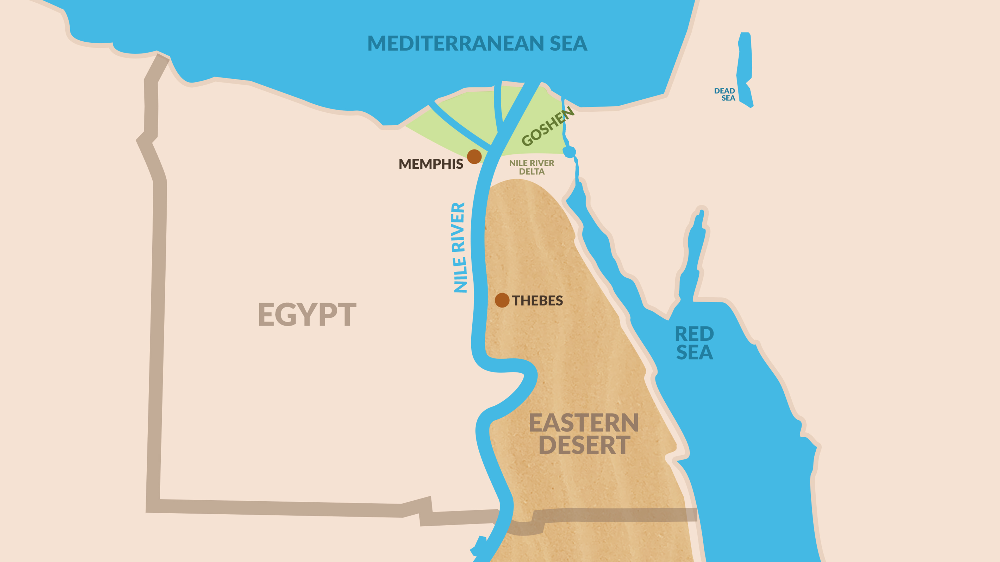 MEDITERRANEAN SEA
DEAD
SEA
GOSHEN
MEMPHIS
NILE RIVER
DELTA
NILE RIVER
THEBES
EGYPT
RED
SEA
EASTERN
DESERT